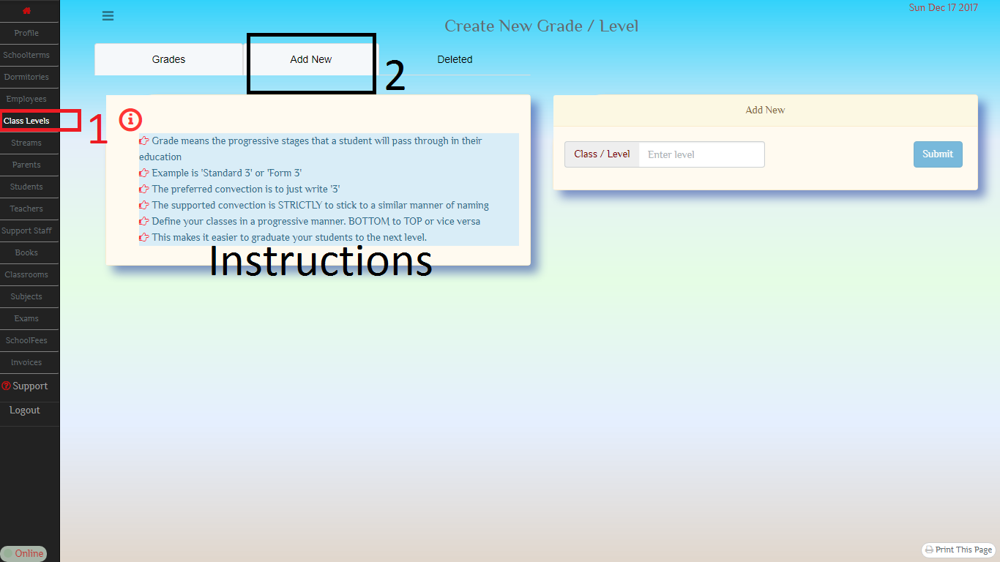 Sun Dec 17 2017
Create New Grade / Level
Profile
Schoolterms
Dormitories
Employees
Class Levels
1
Streams
Parents
Students
Teachers
Support Staff
Books
Classrooms
Subjects
Exams
SchoolFees
Invoices
Support
Logout
Online
Grades
Add New
2
Deleted
Grade means the progressive stages that a student will pass through in their
education
Example is 'Standard 3' or 'Form 3'
The preferred convection is to just write '3'
The supported convection is STRICTLY to stick to a similar manner of naming
Define your classes in a progressive manner. BOTTOM to TOP or vice versa
This makes it easier to graduate your students to the next level.
Instructions
Add New
Class / Level
Enter level
Submit
Print This Page